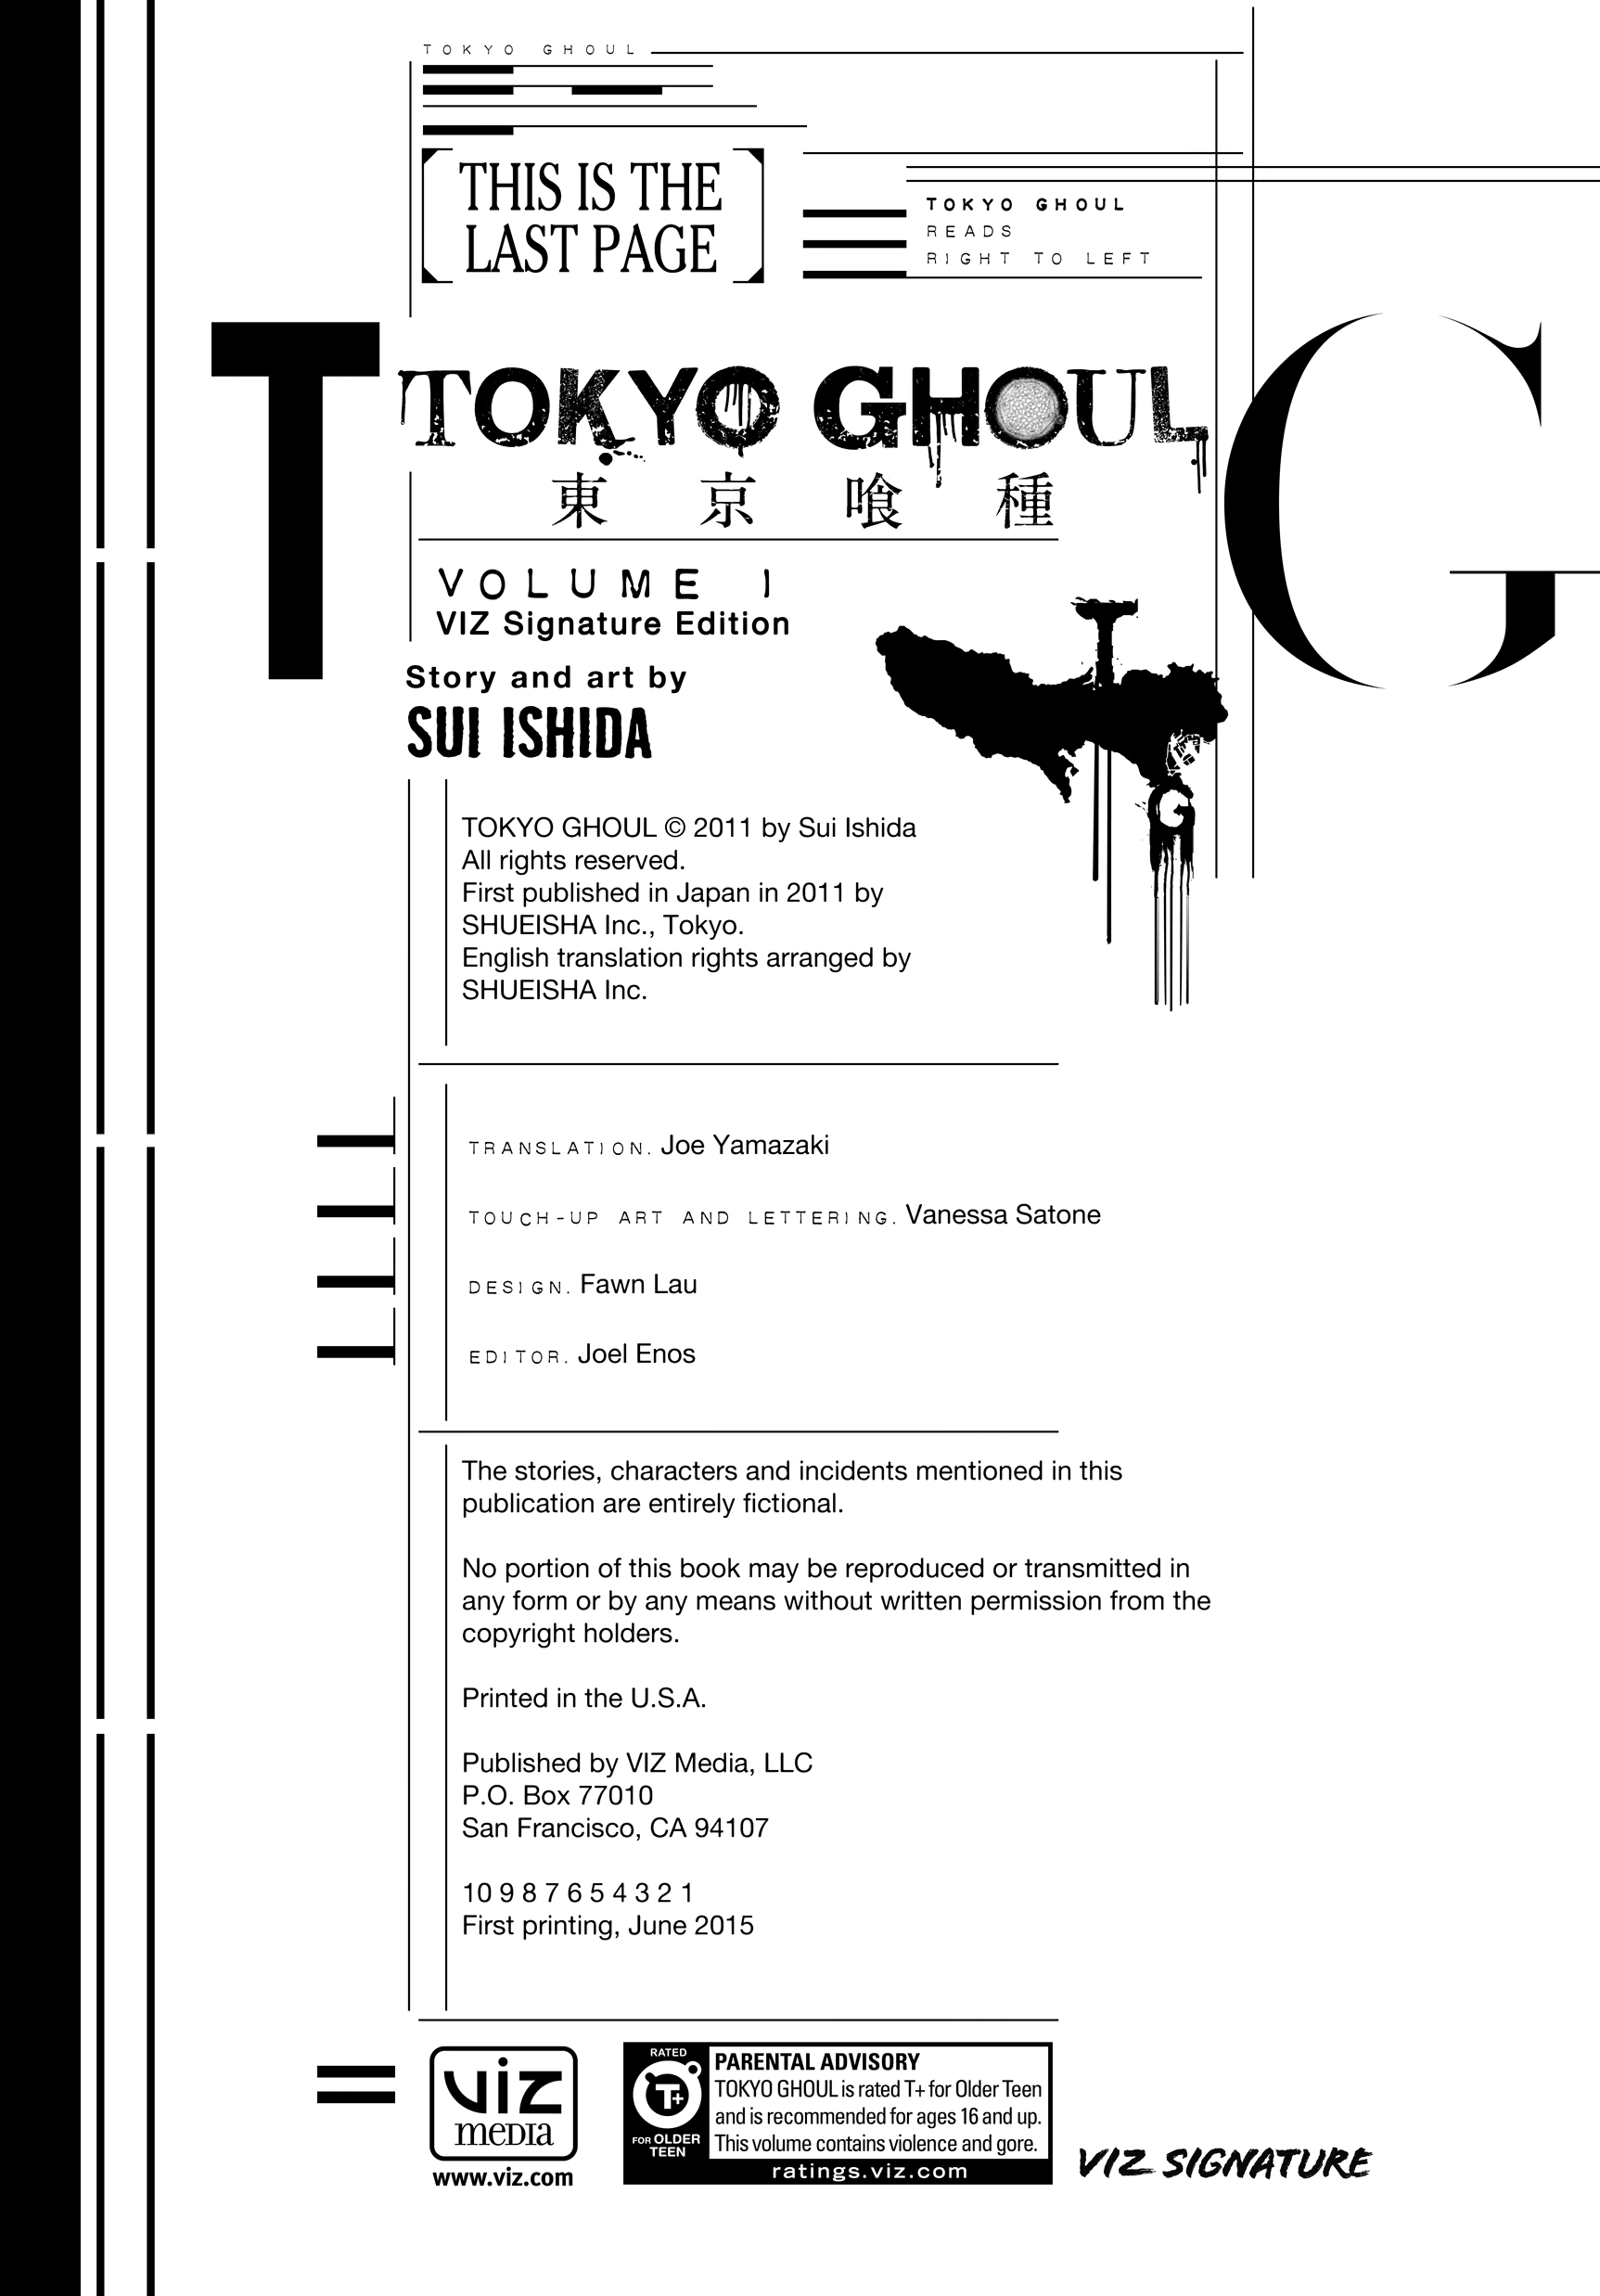 TOKYO GHOUL
THIS IS THE
LAST PAGE
TOKYO GHOUL
READS
RIGHT TO LEFT
T
G
TOKYO GHOUL
東京喰種
VOLUME 1
VIZ Signature Edition
Story and art by
SUI ISHIDA
T
G
TOKYO GHOUL © 2011 by Sui Ishida
All rights reserved.
First published in Japan in 2011 by
SHUEISHA Inc., Tokyo.
English translation rights arranged by
SHUEISHA Inc.
TRANSLATION. Joe Yamazaki
TOUCH-UP ART AND LETTERING. Vanessa Satone
DESIGN. Fawn Lau
EDITOR. Joel Enos
The stories, characters and incidents mentioned in this
publication are entirely fictional.
No portion of this book may be reproduced or transmitted in
any form or by any means without written permission from the
copyright holders.
Printed in the U.S.A.
Published by VIZ Media, LLC
P.O. Box 77010
San Francisco, CA 94107
10 9 8 7 6 5 4 3 2 1
First printing, June 2015
viz
media
www.viz.com
RATED
T+
FOR OLDER
TEEN
PARENTAL ADVISORY
TOKYO GHOUL is rated T+ for Older Teen
and is recommended for ages 16 and up.
This volume contains violence and gore.
ratings.viz.com
VIZ SIGNATURE